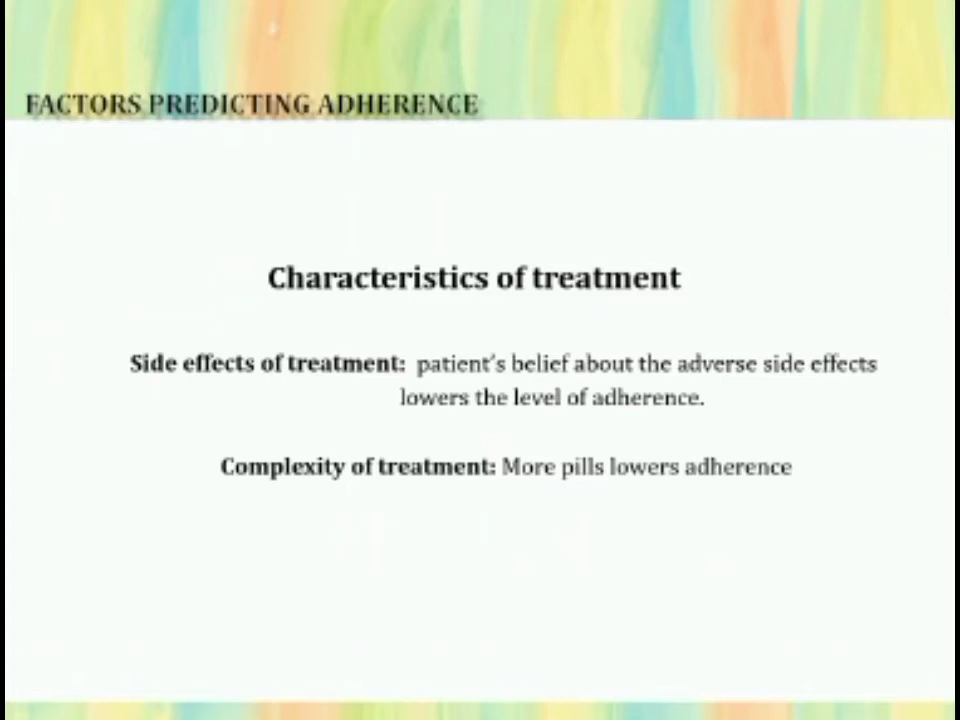 FACTORS PREDICTING ADHERENCE
Characteristics of treatment
Side effects of treatment: patient's belief about the adverse side effects
lowers the level of adherence.
Complexity of treatment: More pills lowers adherence